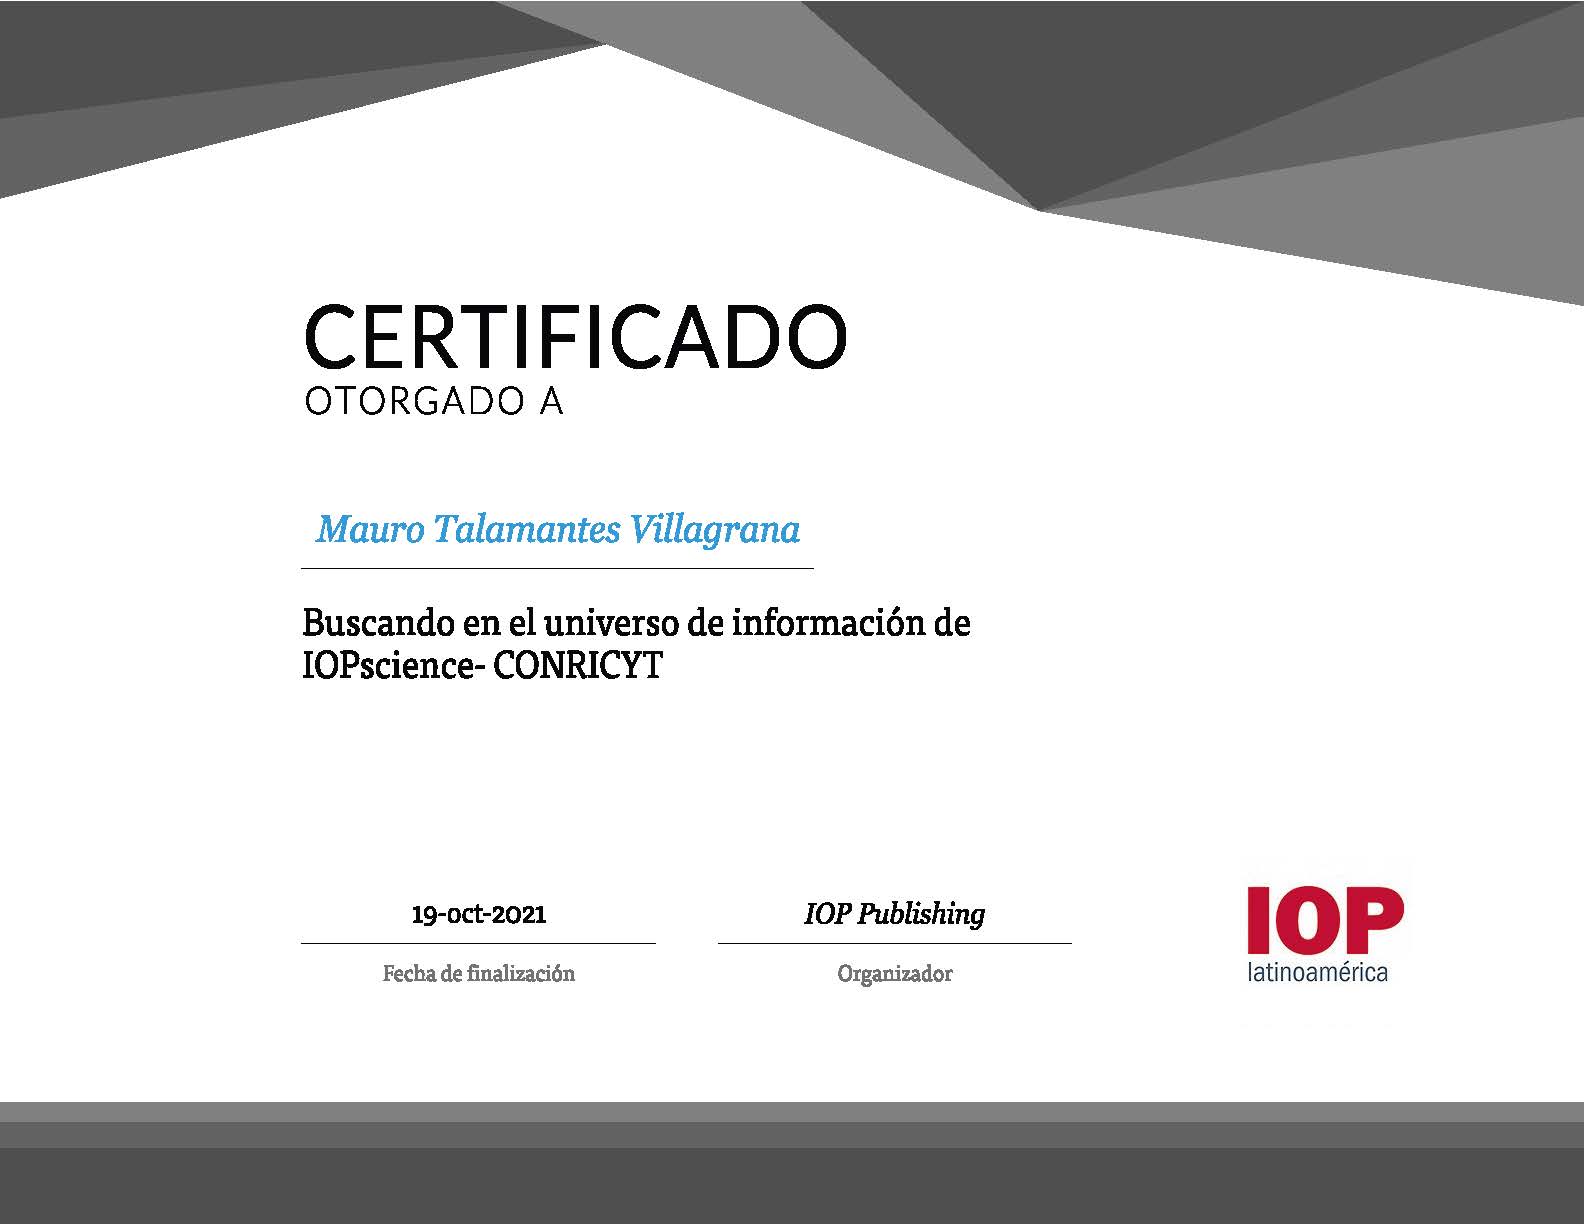 CERTIFICADO
OTORGADO A
Mauro Talamantes Villagrana
Buscando en el universo de información de
IOPscience- CONRICYT
19-oct-2021
Fecha de finalización
IOP Publishing
Organizador
IOP
latinoamérica